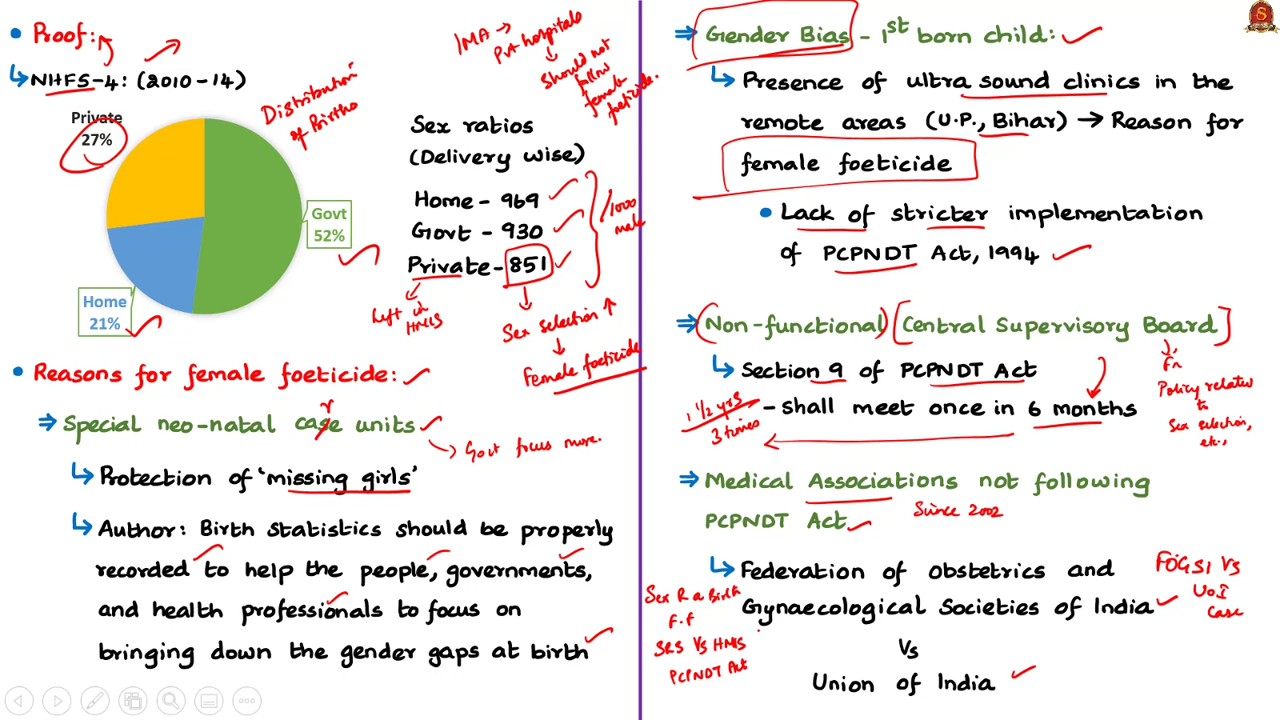 • Proof:
NHFS-4: (2010-14)
Private
27%
Govt
52%
Home
21%
Distribution
of Births
IMA →
Pvt hospitals
Should not
follow
female
foeticide.
Sex ratios
(Delivery wise)
Home - 969
Govt - 930
Private - 851
/1000
male
Left in
HMIS
Sex selection ↑
Female foeticide
• Reasons for female foeticide:
⇒ Special neo-natal case units
r
Govt focus more.
Protection of 'missing girls'
Author: Birth statistics should be properly
recorded to help the people, governments,
and health professionals to focus on
bringing down the gender gaps at birth
S
⇒ Gender Bias - 1st born child:
Presence of ultra sound clinics in the
remote areas (U.P., Bihar) → Reason for
female foeticide
• Lack of stricter implementation
of PCPNDT Act, 1994
⇒ (Non-functional) [Central Supervisory Board]
Section 9 of PCPNDT Act
- shall meet once in 6 months
1 1/2 yrs
3 times
Fn
Policy related
to
Sex selection,
etc.,
⇒ Medical Associations not following
PCPNDT Act
Since 2002
Federation of Obstetrics and
Gynaecological Societies of India
Vs
Union of India
FOGSI Vs
UoI
Case
Sex R a Birth
F.F
SRS Vs HMIS
PCPNDT Act